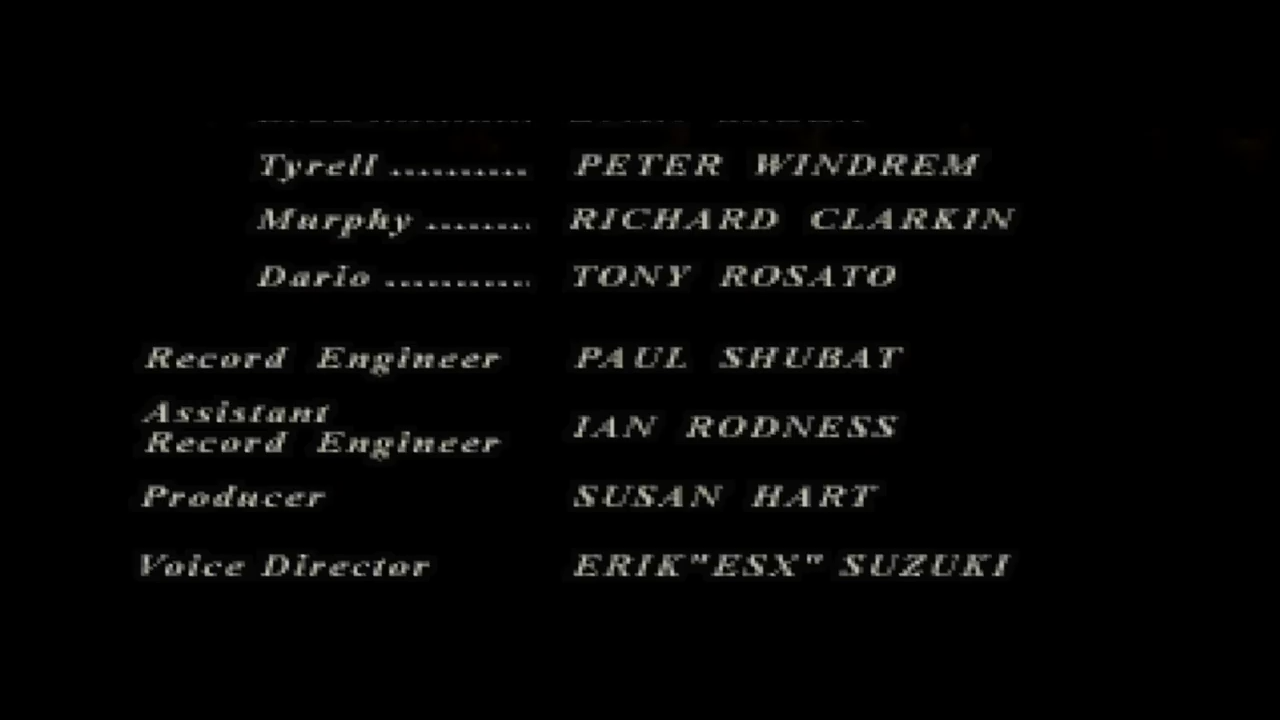 Tyrell .......... PETER WINDREM
Murphy ........ RICHARD CLARKIN
Dario ........... TONY ROSATO
Record Engineer PAUL SHUBAT
Assistant
Record Engineer IAN RODNESS
Producer SUSAN HART
Voice Director ERIK"ESX" SUZUKI